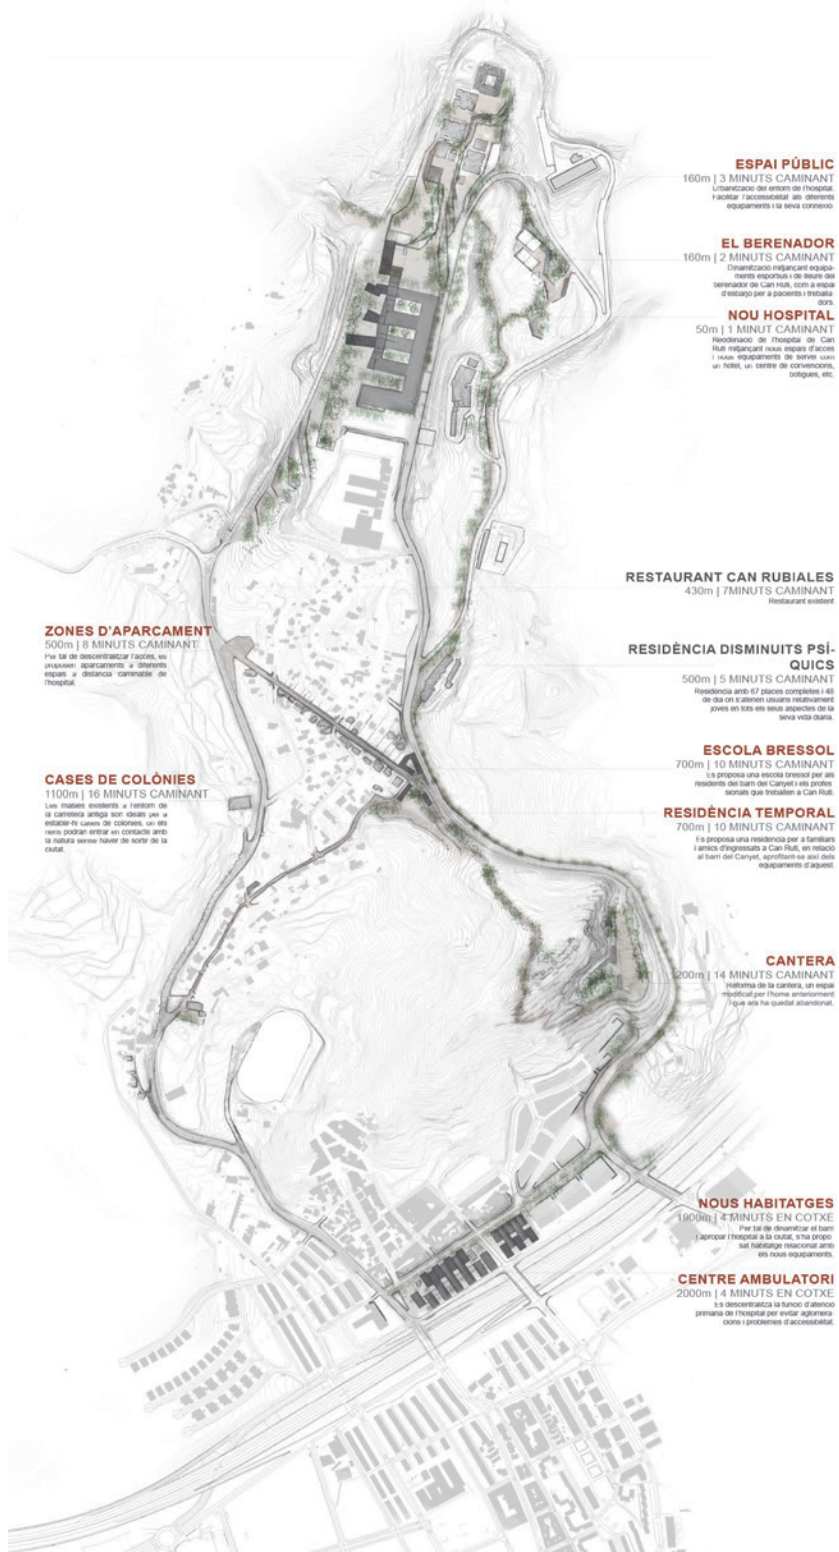 ESPAI PÚBLIC
160m | 3 MINUTS CAMINANT
Urbanització del entorn de l'hospital.
Facilitar l'accessibilitat als diferents
equipaments i la seva connexió.
EL BERENADOR
160m | 2 MINUTS CAMINANT
Dinamització mitjançant equipa-
ments esportius i de lleure del
berenador de Can Ruti, com a espai
d'esbarjo per a pacients i treballa-
dors.
NOU HOSPITAL
50m | 1 MINUT CAMINANT
Reodenació de l'hospital de Can
Ruti mitjançant nous espais d'acces
i nous equipaments de servei com
un hotel, un centre de convencions,
botigues, etc.
RESTAURANT CAN RUBIALES
430m | 7MINUTS CAMINANT
Restaurant existent
ZONES D'APARCAMENT
500m | 8 MINUTS CAMINANT
Per tal de descentralitzar l'accés, es
proposen aparcaments a diferents
espais a distancia caminable de
l'hospital.
RESIDÈNCIA DISMINUITS PSÍ-
QUICS
500m | 5 MINUTS CAMINANT
Residència amb 67 places completes i 48
de dia on s'atenen usuaris relativament
joves en tots els seus aspectes de la
seva vida diària.
ESCOLA BRESSOL
700m | 10 MINUTS CAMINANT
Es proposa una escola bressol per als
residents del barri del Canyet i els profes
sionals que treballen a Can Ruti.
CASES DE COLÒNIES
1100m | 16 MINUTS CAMINANT
Les masies existents a l'entorn de
la carretera antiga són ideals per a
establir-hi cases de colònies, on els
nens podran entrar en contacte amb
la natura sense haver de sortir de la
ciutat.
RESIDÈNCIA TEMPORAL
700m | 10 MINUTS CAMINANT
Es proposa una residència per a familiars
i amics d'ingressats a Can Ruti, en relació
al barri del Canyet, aprofitant-se així dels
equipaments d'aquest.
CANTERA
200m | 14 MINUTS CAMINANT
Reforma de la cantera, un espai
modificat per l'home anteriorment
i que ara ha quedat abandonat.
NOUS HABITATGES
1900m | 4 MINUTS EN COTXE
Per tal de dinamitzar el barri
i apropar l'hospital a la ciutat, s'ha propo
sat habitatge relacionat amb
els nous equipaments.
CENTRE AMBULATORI
2000m | 4 MINUTS EN COTXE
Es descentralitza la funció d'atenció
primaria de l'hospital per evitar aglomera-
cions i problemes d'accessibilitat.